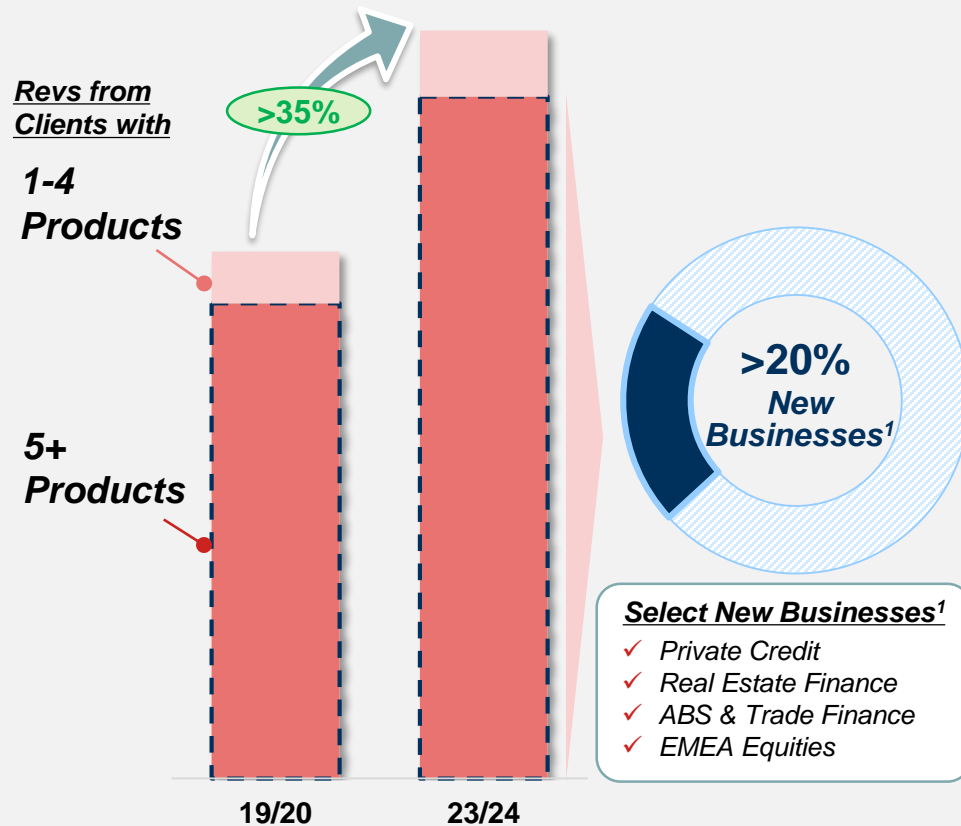 Revs from
Clients with
1-4
Products
5+
Products
>35%
19/20
23/24
>20%
New
Businesses¹
Select New Businesses¹
✓ Private Credit
✓ Real Estate Finance
✓ ABS & Trade Finance
✓ EMEA Equities